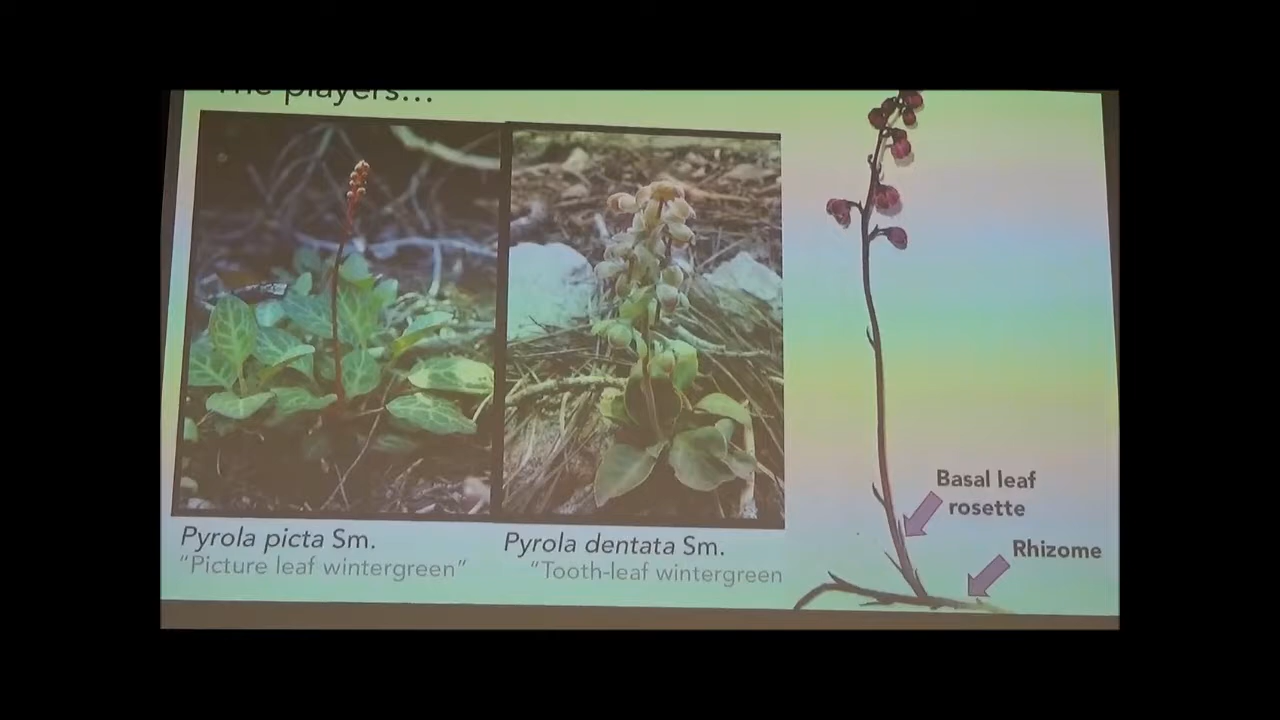 The players...
Basal leaf
rosette
Rhizome
Pyrola picta Sm.
"Picture leaf wintergreen"
Pyrola dentata Sm.
"Tooth-leaf wintergreen